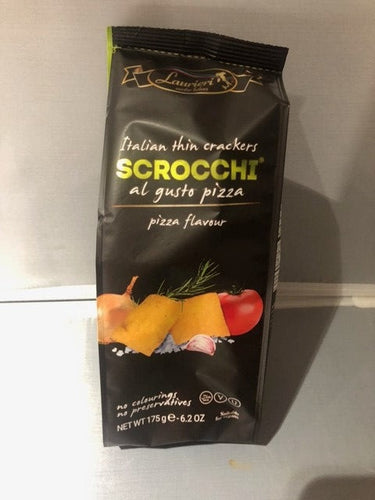 Laurieri
Italian thin crackers
SCROCCHI®
al gusto pizza
pizza flavour
no colourings
no preservatives
NET WT 175g e - 6.2 OZ